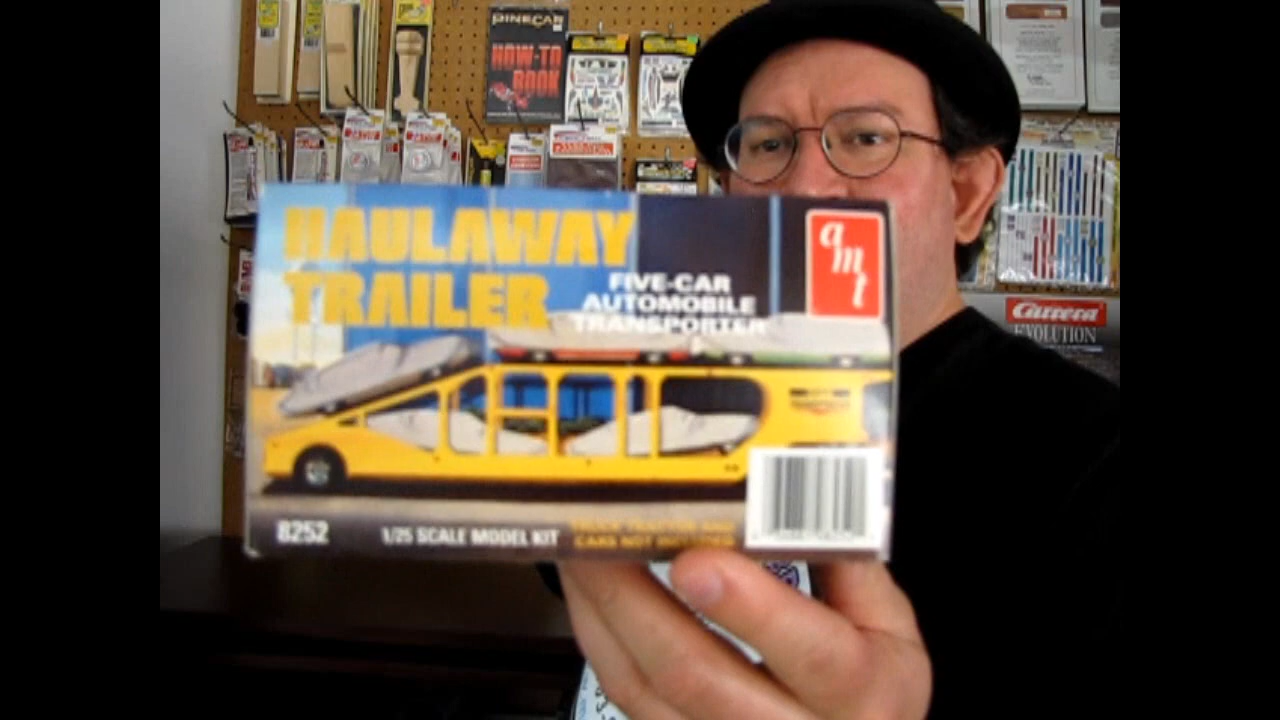 PINECAR
HOW-TO
BOOK
HAULAWAY
TRAILER
FIVE-CAR
AUTOMOBILE
TRANSPORTER
amt
8252
1/25 SCALE MODEL KIT
TRUCK TRACTOR AND
CARS NOT INCLUDED
Carrera
EVOLUTION